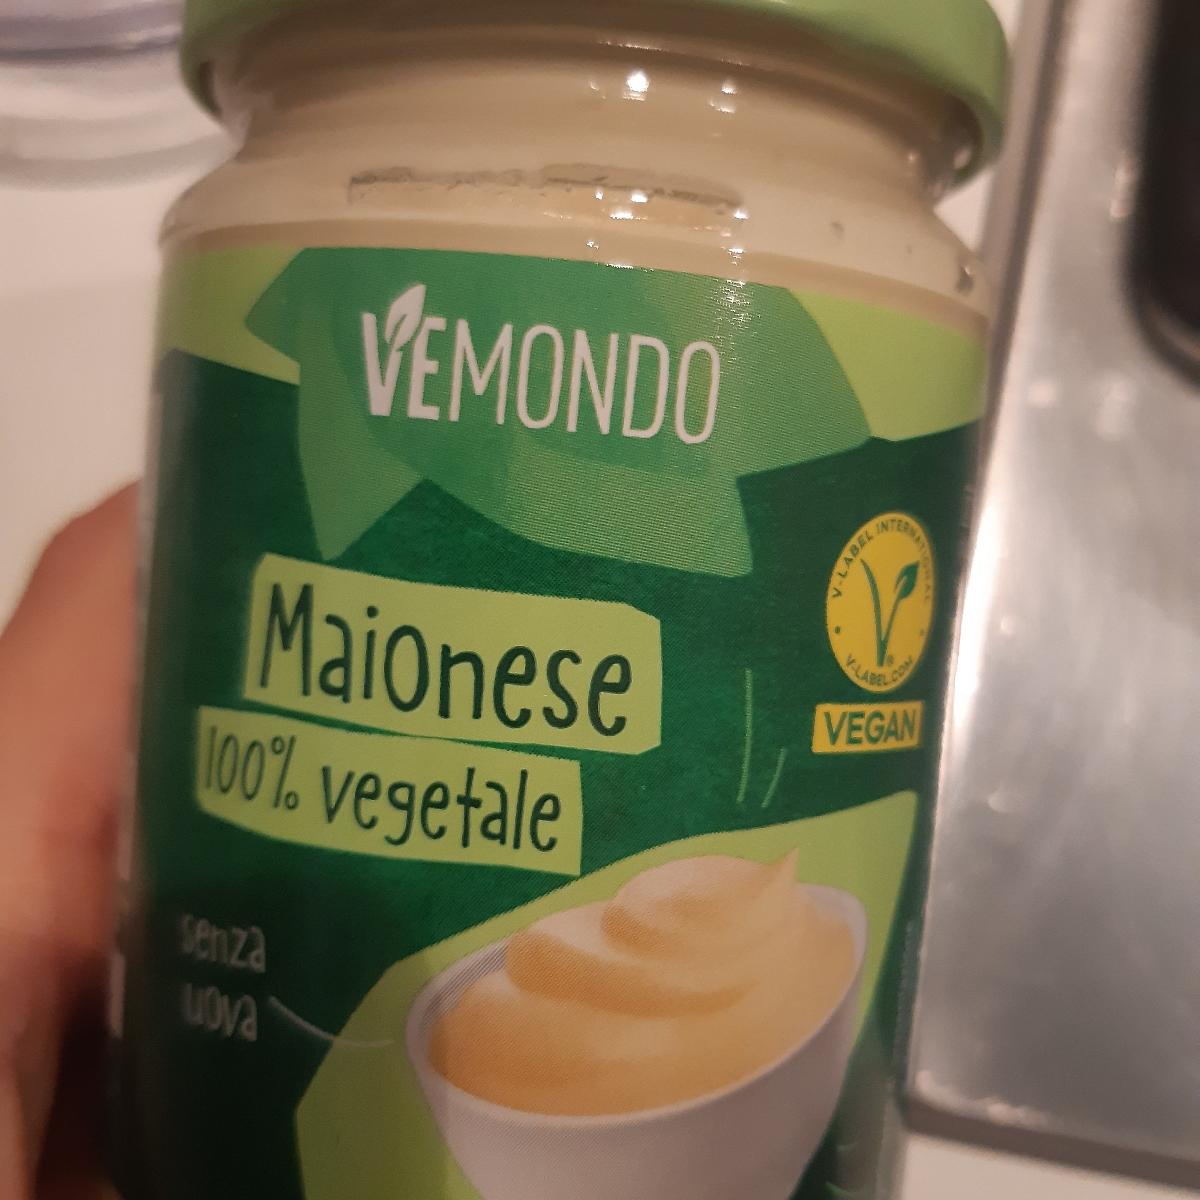 VEMONDO
Maionese
100% vegetale
V-LABEL INTERNATIONAL
V-LABEL.COM
VEGAN
senza
uova